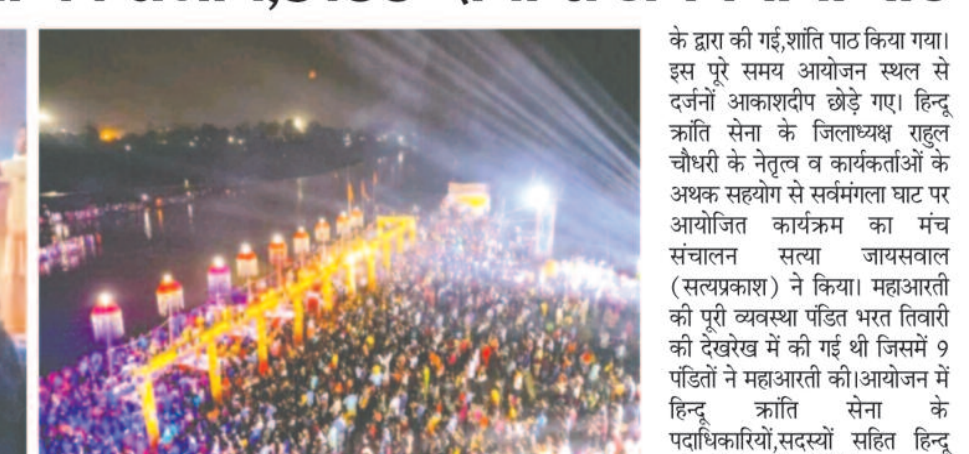 के द्वारा की गई,शांति पाठ किया गया।
इस पूरे समय आयोजन स्थल से
दर्जनों आकाशदीप छोड़े गए। हिन्दू
क्रांति सेना के जिलाध्यक्ष राहुल
चौधरी के नेतृत्व व कार्यकर्ताओं के
अथक सहयोग से सर्वमंगला घाट पर
आयोजित कार्यक्रम का मंच
संचालन सत्या जायसवाल
(सत्यप्रकाश) ने किया। महाआरती
की पूरी व्यवस्था पंडित भरत तिवारी
की देखरेख में की गई थी जिसमें 9
पंडितों ने महाआरती की।आयोजन में
हिन्दू क्रांति सेना के
पदाधिकारियों,सदस्यों सहित हिन्दू